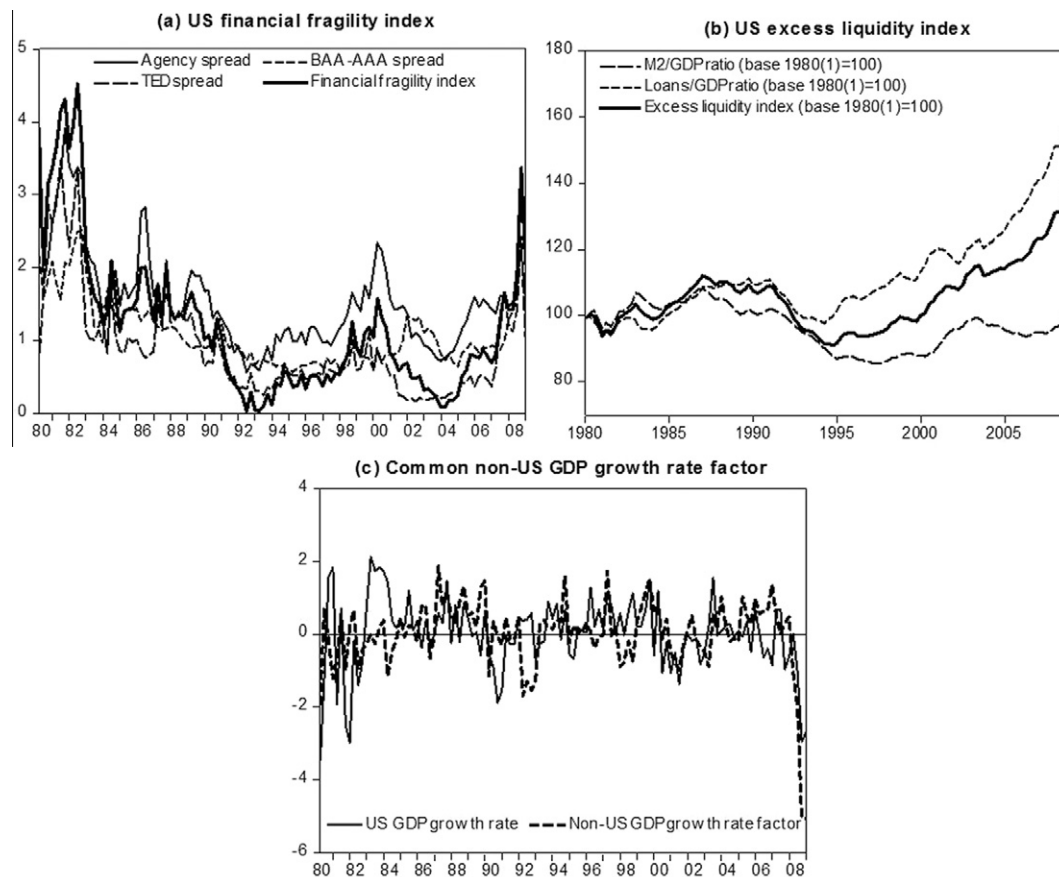 (a) US financial fragility index
Agency spread
BAA-AAA spread
TED spread
Financial fragility index
5
4
3
2
1
0
80 82 84 86 88 90 92 94 96 98 00 02 04 06 08
(b) US excess liquidity index
M2/GDP ratio (base 1980(1)=100)
Loans/GDP ratio (base 1980(1)=100)
Excess liquidity index (base 1980(1)=100)
180
160
140
120
100
80
1980 1985 1990 1995 2000 2005
(c) Common non-US GDP growth rate factor
4
2
0
-2
-4
-6
US GDP growth rate
Non-US GDP growth rate factor
80 82 84 86 88 90 92 94 96 98 00 02 04 06 08